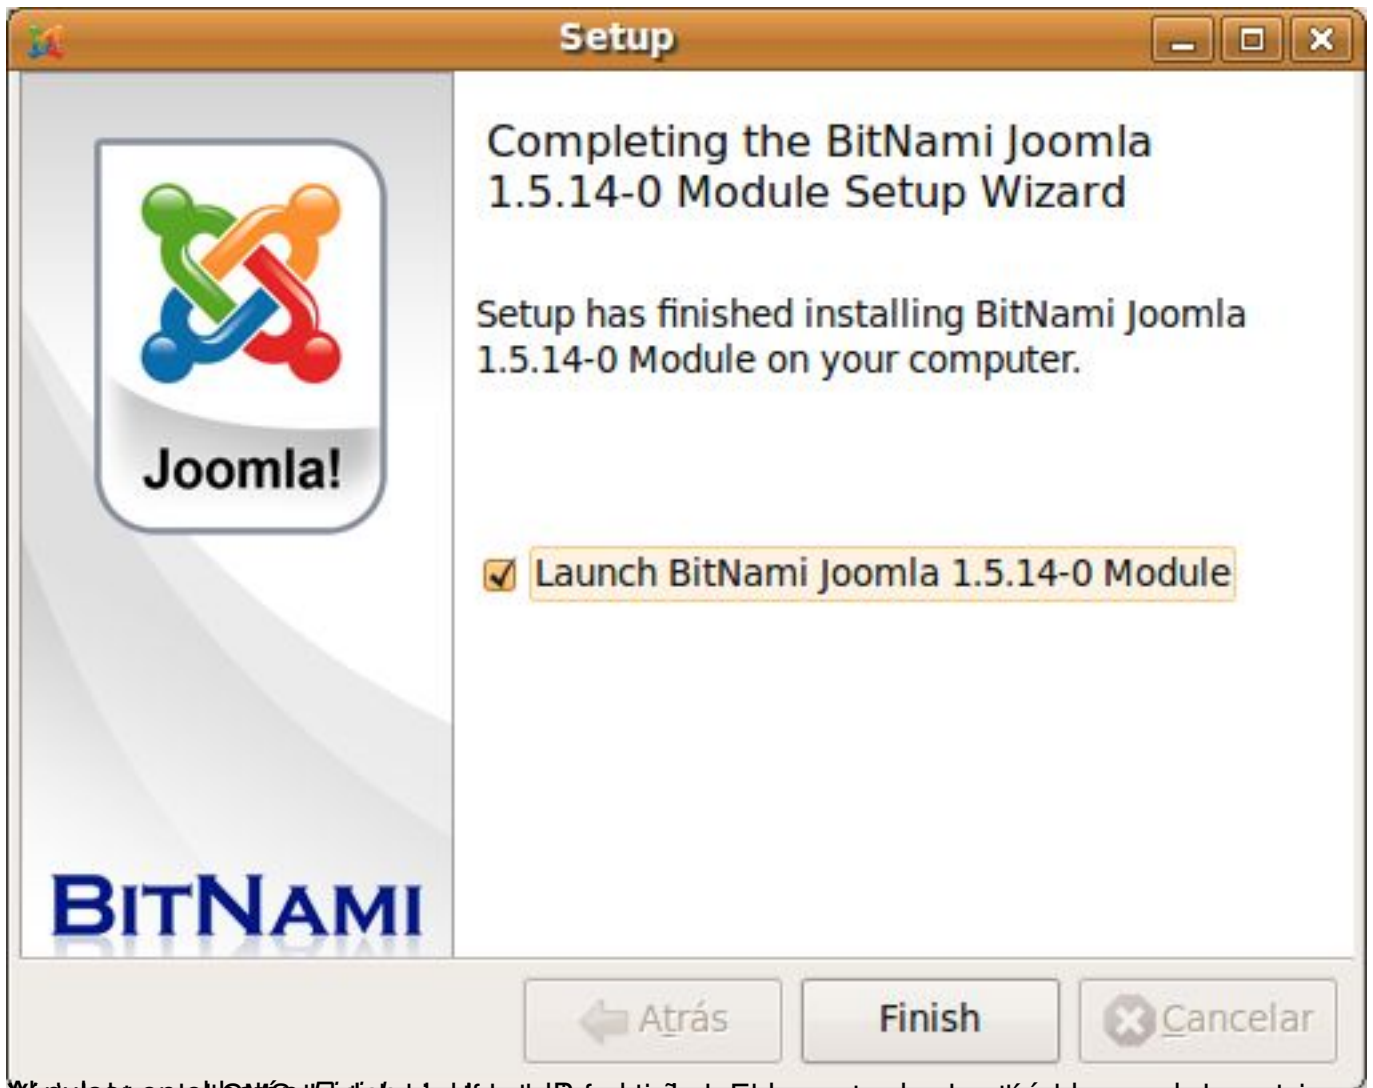 Setup
Completing the BitNami Joomla
1.5.14-0 Module Setup Wizard
Setup has finished installing BitNami Joomla
1.5.14-0 Module on your computer.
Joomla!
Launch BitNami Joomla 1.5.14-0 Module
BITNAMI
Atrás
Finish
Cancelar